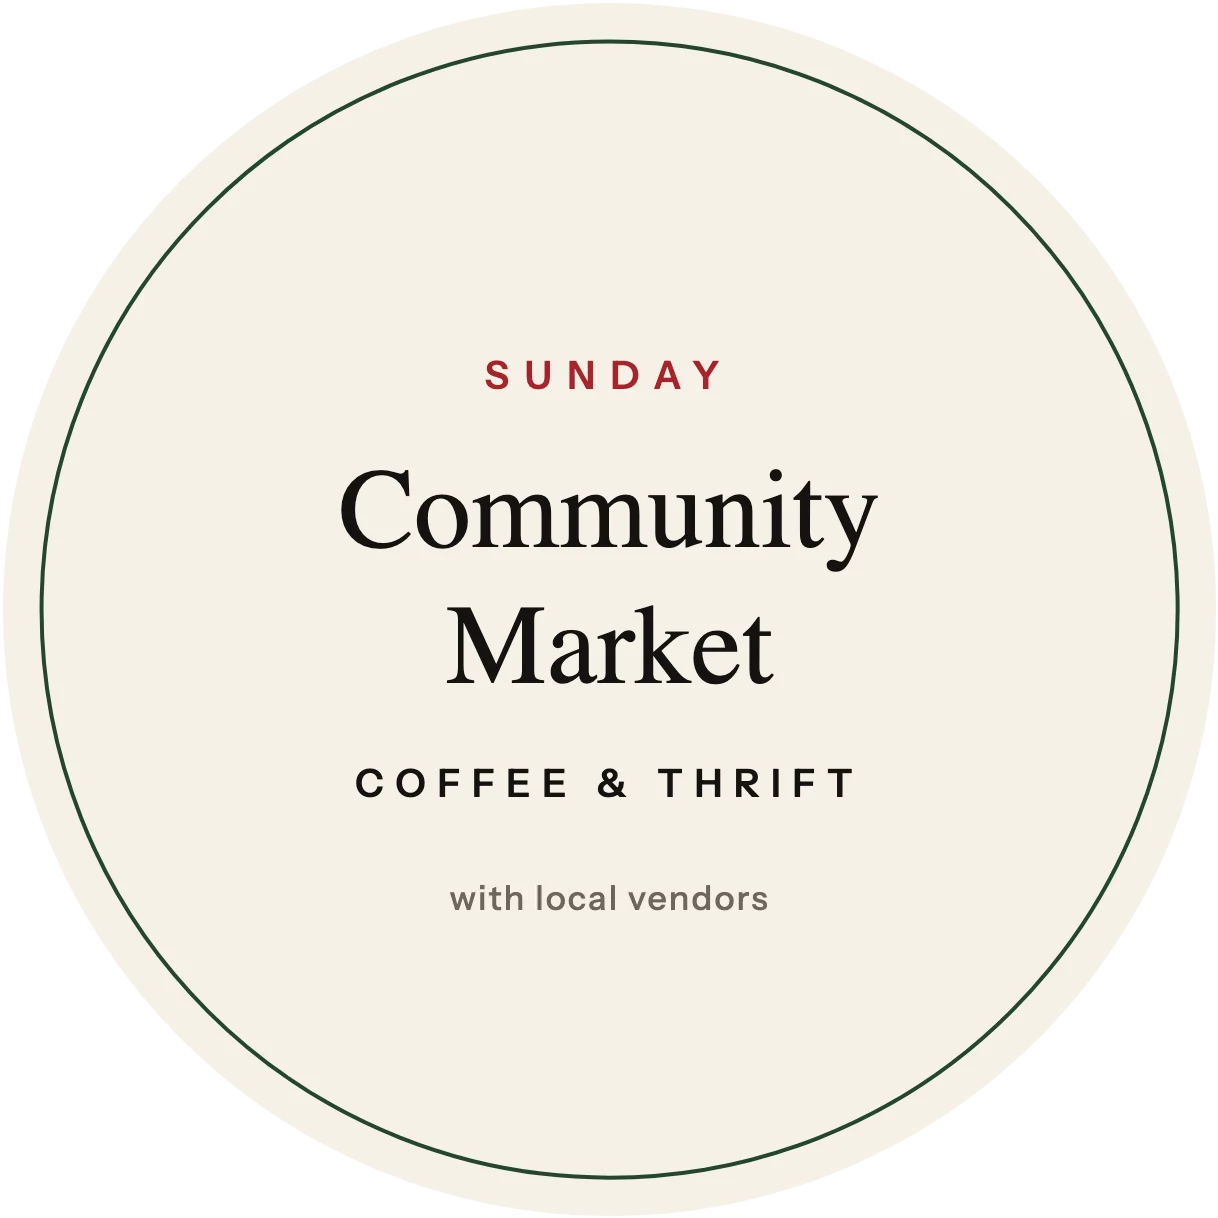 SUNDAY
Community
Market
COFFEE & THRIFT
with local vendors